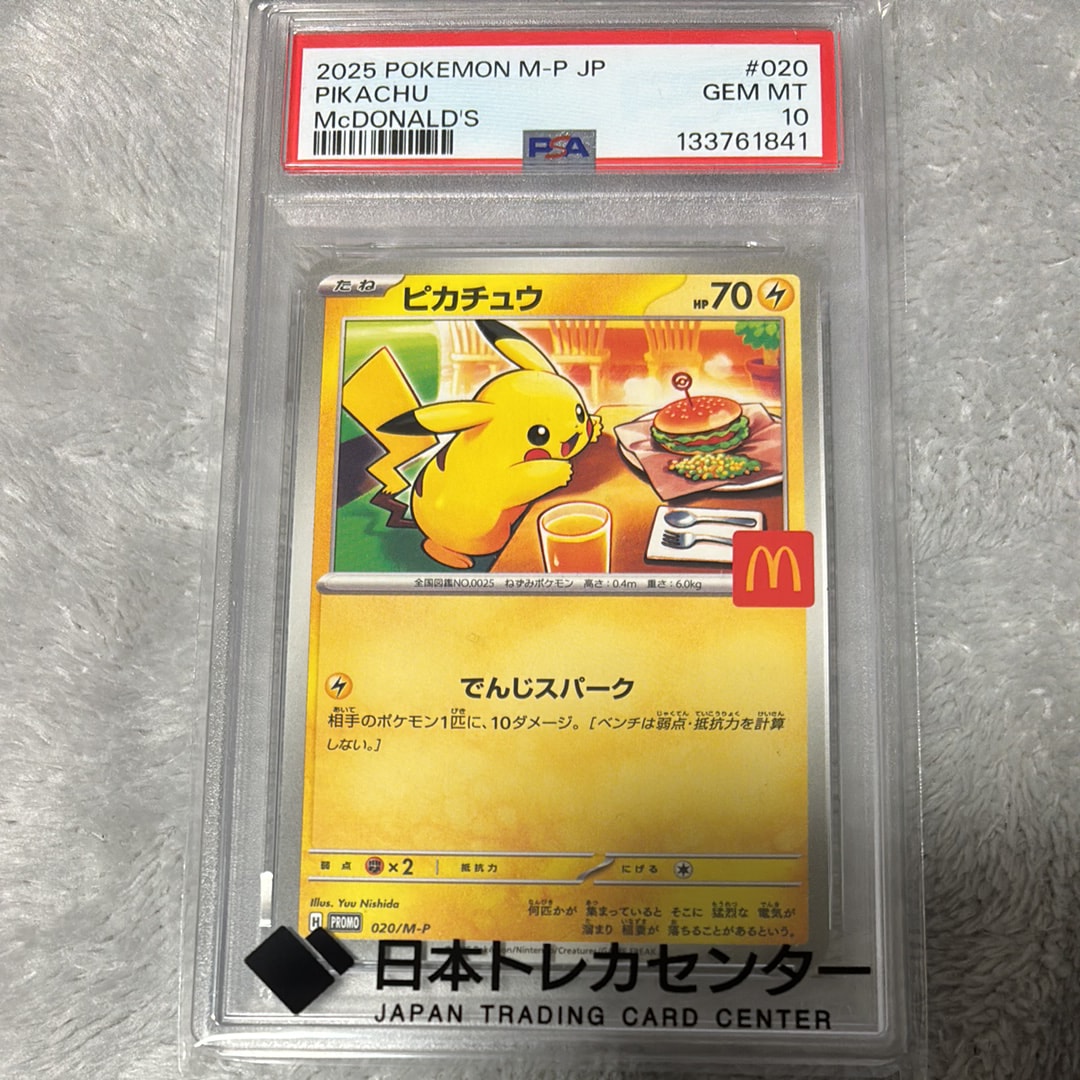 2025 POKEMON M-P JP #020
PIKACHU GEM MT
McDONALD'S 10
PSA 133761841
たね ピカチュウ HP 70
全国図鑑NO.0025 ねずみポケモン 高さ:0.4m 重さ:6.0kg
でんじスパーク
相手のポケモン1匹に、10ダメージ。[ベンチは弱点・抵抗力を計算
しない。]
弱点 ×2 抵抗力 にげる
Illus. Yuu Nishida
何匹かが 集まっていると そこに 猛烈な 電気が
溜まり 稲妻が 落ちることがあるという。
H PROMO 020/M-P
日本トレカセンター
JAPAN TRADING CARD CENTER